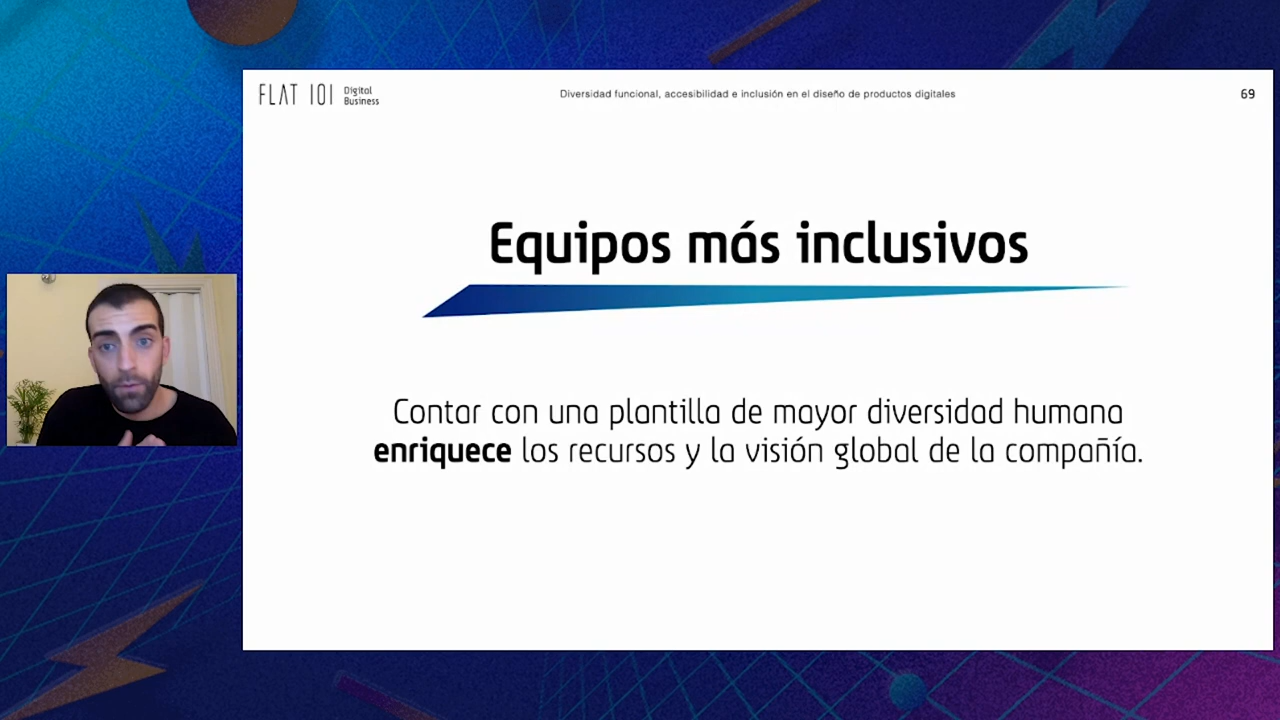 FLAT 101 Digital
Business
Diversidad funcional, accesibilidad e inclusión en el diseño de productos digitales
69
Equipos más inclusivos
Contar con una plantilla de mayor diversidad humana
enriquece los recursos y la visión global de la compañía.